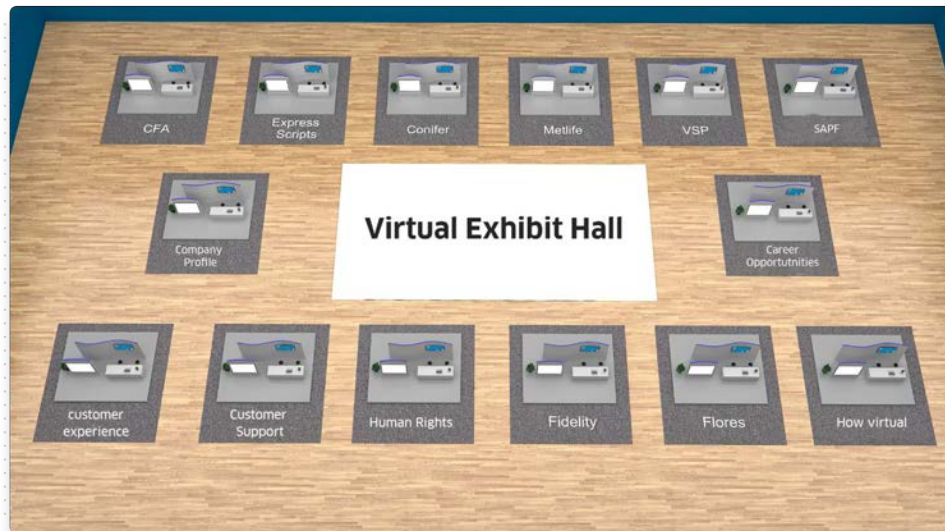 CFA
Express
Scripts
Conifer
Metlife
VSP
SAPF
Company
Profile
Virtual Exhibit Hall
Career
Opportutnities
customer
experience
Customer
Support
Human Rights
Fidelity
Flores
How virtual